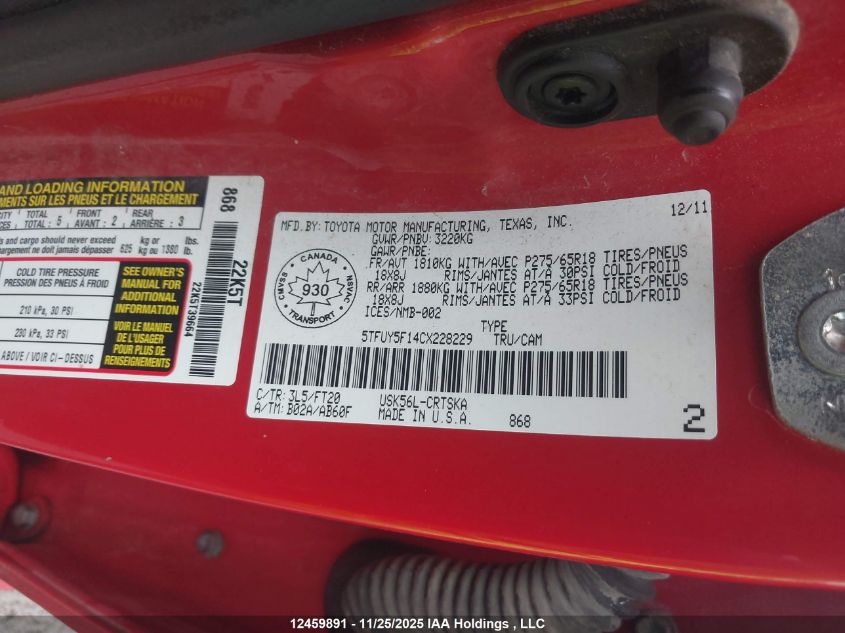 AND LOADING INFORMATION
MENTS SUR LES PNEUS ET LE CHARGEMENT
TOTAL : 5 FRONT AVANT : 2 REAR ARRIÈRE : 3
s and cargo should never exceed 625 kg or 1380 lbs.
hargement ne doit jamais dépasser kg ou lb.
COLD TIRE PRESSURE
PRESSION DES PNEUS À FROID
210 kPa, 30 PSI
230 kPa, 33 PSI
ABOVE / VOIR CI-DESSUS
SEE OWNER'S
MANUAL FOR
ADDITIONAL
INFORMATION
VOIR LE MANUEL
DE L'USAGER
POUR PLUS DE
RENSEIGNEMENTS
868
22K5T
22K5T39664
12/11
MFD.BY:TOYOTA MOTOR MANUFACTURING, TEXAS, INC.
GVWR/PNBV:3220KG
GAWR/PNBE:
FR/AVT 1810KG WITH/AVEC P275/65R18 TIRES/PNEUS
18X8J RIMS/JANTES AT/A 30PSI COLD/FROID
RR/ARR 1880KG WITH/AVEC P275/65R18 TIRES/PNEUS
18X8J RIMS/JANTES AT/A 33PSI COLD/FROID
ICES/NMB-002
CANADA
CMVSS
930
NSVAC
TRANSPORT
TYPE
5TFUY5F14CX228229 TRU/CAM
C/TR:3L5/FT20 USK56L-CRTSKA
A/TM:B02A/AB60F MADE IN U.S.A. 868
2
12459891 - 11/25/2025 IAA Holdings , LLC